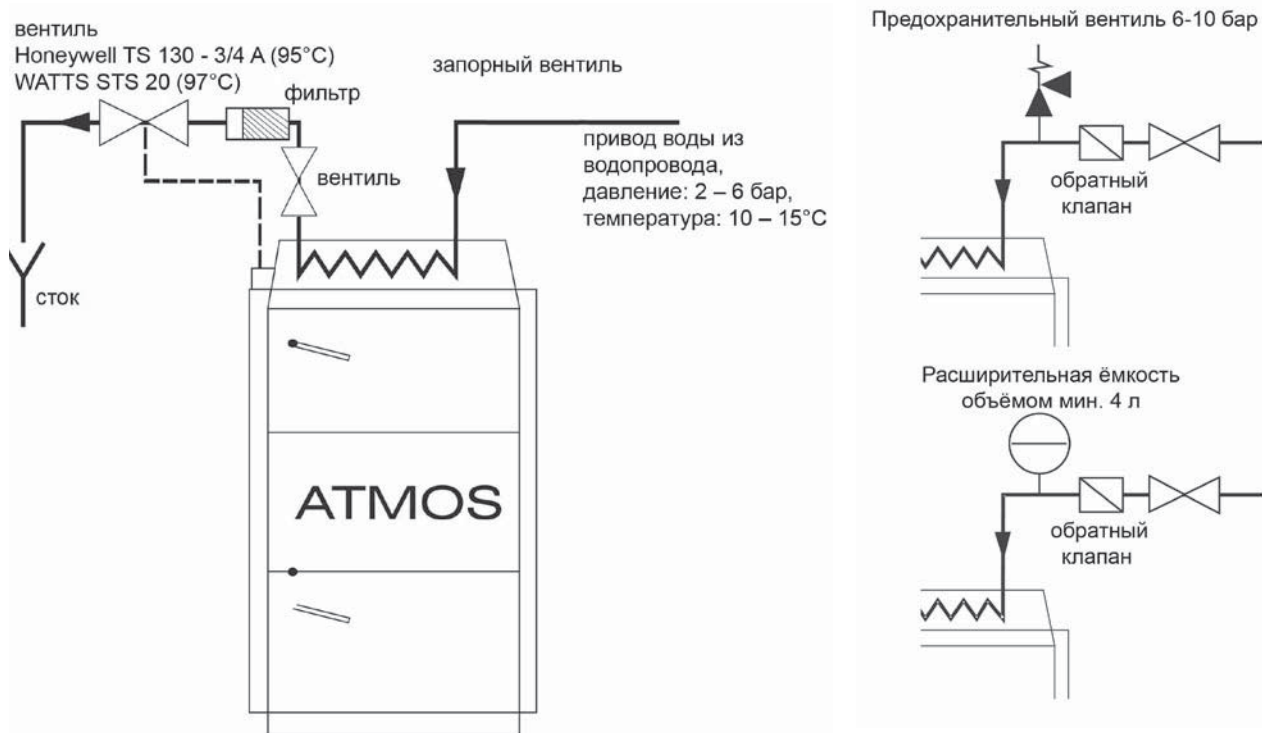 вентиль
Honeywell TS 130 - 3/4 A (95°C)
WATTS STS 20 (97°C)
фильтр
запорный вентиль
вентиль
привод воды из
водопровода,
давление: 2 – 6 бар,
температура: 10 – 15°C
сток
ATMOS
Предохранительный вентиль 6-10 бар
обратный
клапан
Расширительная ёмкость
объёмом мин. 4 л
обратный
клапан